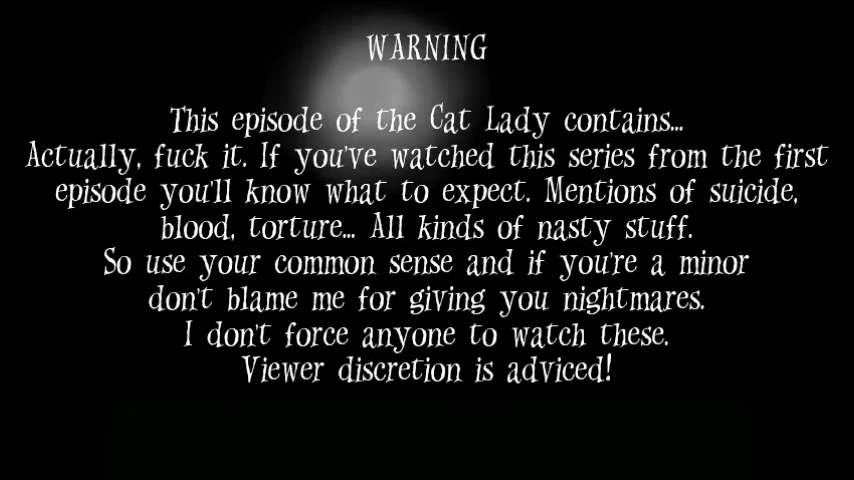 WARNING
This episode of the Cat Lady contains...
Actually, fuck it. If you've watched this series from the first
episode you'll know what to expect. Mentions of suicide,
blood, torture... All kinds of nasty stuff.
So use your common sense and if you're a minor
don't blame me for giving you nightmares.
I don't force anyone to watch these.
Viewer discretion is adviced!